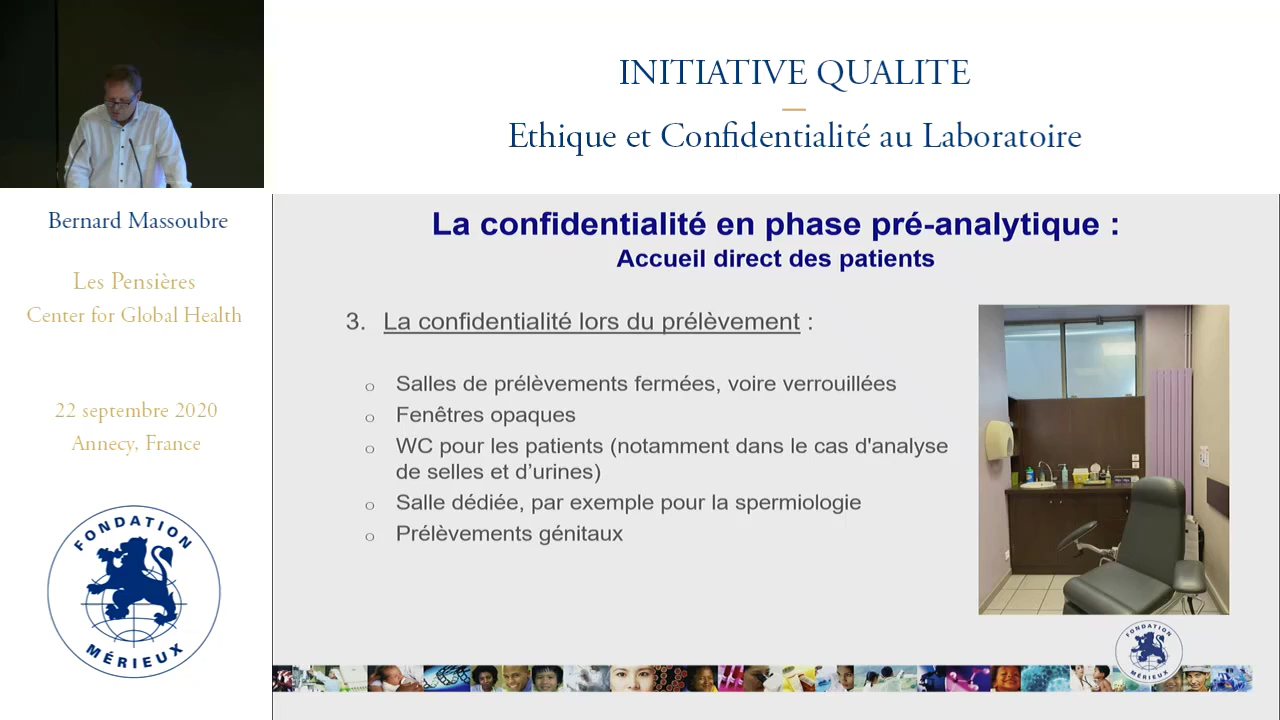 INITIATIVE QUALITE
Ethique et Confidentialité au Laboratoire
Bernard Massoubre
Les Pensières
Center for Global Health
22 septembre 2020
Annecy, France
FONDATION
MÉRIEUX
La confidentialité en phase pré-analytique :
Accueil direct des patients
3. La confidentialité lors du prélèvement :
o Salles de prélèvements fermées, voire verrouillées
o Fenêtres opaques
o WC pour les patients (notamment dans le cas d'analyse
de selles et d’urines)
o Salle dédiée, par exemple pour la spermiologie
o Prélèvements génitaux
FONDATION
MÉRIEUX